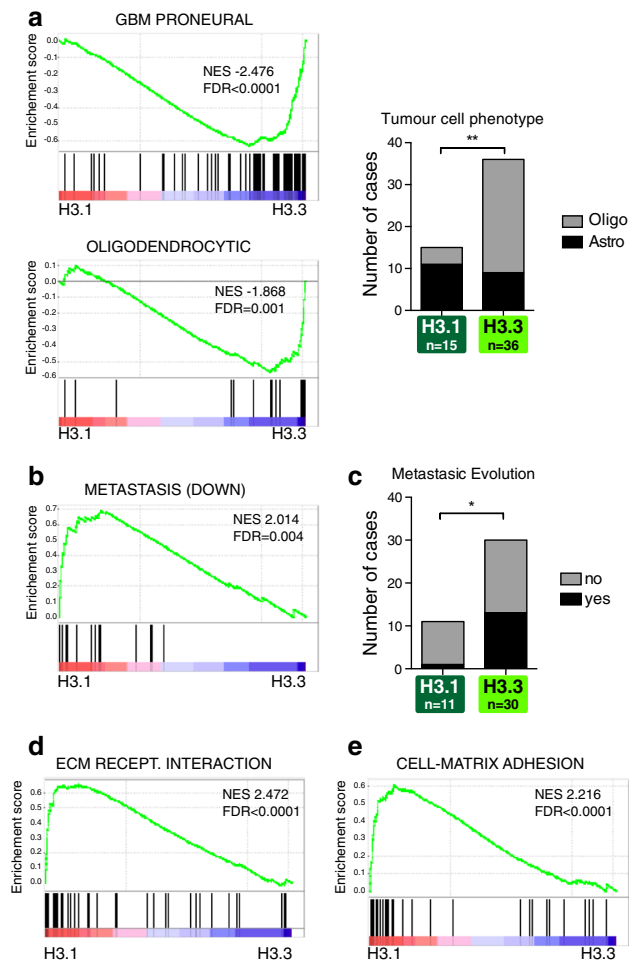 a
GBM PRONEURAL
Enrichement score
0.0
-0.1
-0.2
-0.3
-0.4
-0.5
-0.6
NES -2.476
FDR<0.0001
H3.1
H3.3
Tumour cell phenotype
**
Number of cases
40
30
20
10
0
Oligo
Astro
H3.1
n=15
H3.3
n=36
OLIGODENDROCYTIC
Enrichement score
0.1
0.0
-0.1
-0.2
-0.3
-0.4
-0.5
-0.6
NES -1.868
FDR=0.001
H3.1
H3.3
b
METASTASIS (DOWN)
Enrichement score
0.7
0.6
0.5
0.4
0.3
0.2
0.1
0.0
NES 2.014
FDR=0.004
H3.1
H3.3
c
Metastasic Evolution
*
Number of cases
40
30
20
10
0
no
yes
H3.1
n=11
H3.3
n=30
d
ECM RECEPT. INTERACTION
Enrichement score
0.6
0.5
0.4
0.3
0.2
0.1
0.0
NES 2.472
FDR<0.0001
H3.1
H3.3
e
CELL-MATRIX ADHESION
Enrichement score
0.6
0.5
0.4
0.3
0.2
0.1
0.0
NES 2.216
FDR<0.0001
H3.1
H3.3